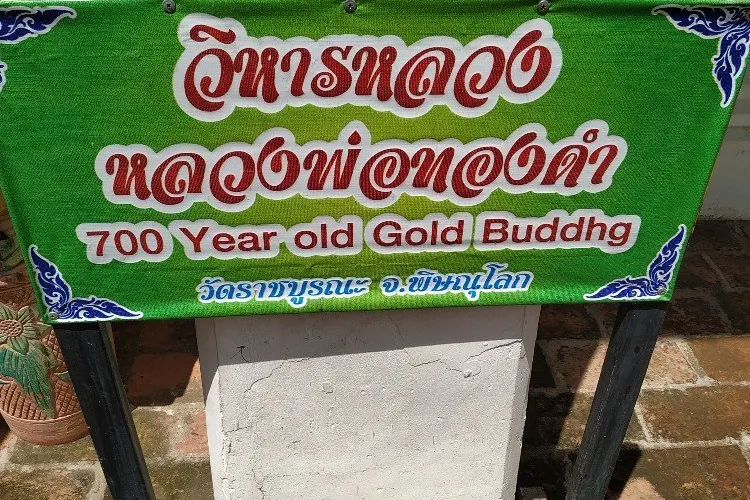 วิหารหลวง
หลวงพ่อทองดำ
700 Year old Gold Buddhg
วัดราชบูรณะ จ.พิษณุโลก